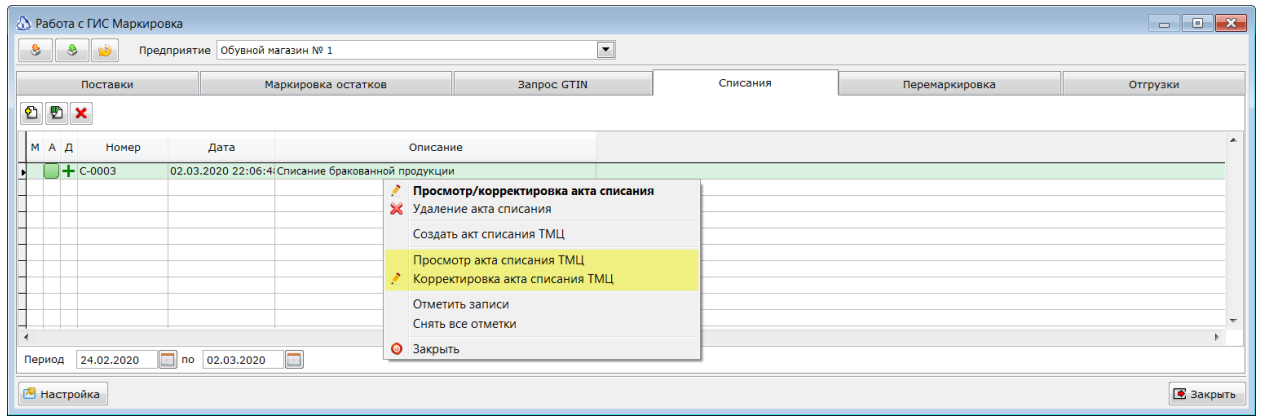 Работа с ГИС Маркировка
Предприятие Обувной магазин № 1
Поставки Маркировка остатков Запрос GTIN Списания Перемаркировка Отгрузки
М А Д Номер Дата Описание
С-0003 02.03.2020 22:06:48 Списание бракованной продукции
Просмотр/корректировка акта списания
Удаление акта списания
Создать акт списания ТМЦ
Просмотр акта списания ТМЦ
Корректировка акта списания ТМЦ
Отметить записи
Снять все отметки
Закрыть
Период 24.02.2020 по 02.03.2020
Настройка Закрыть